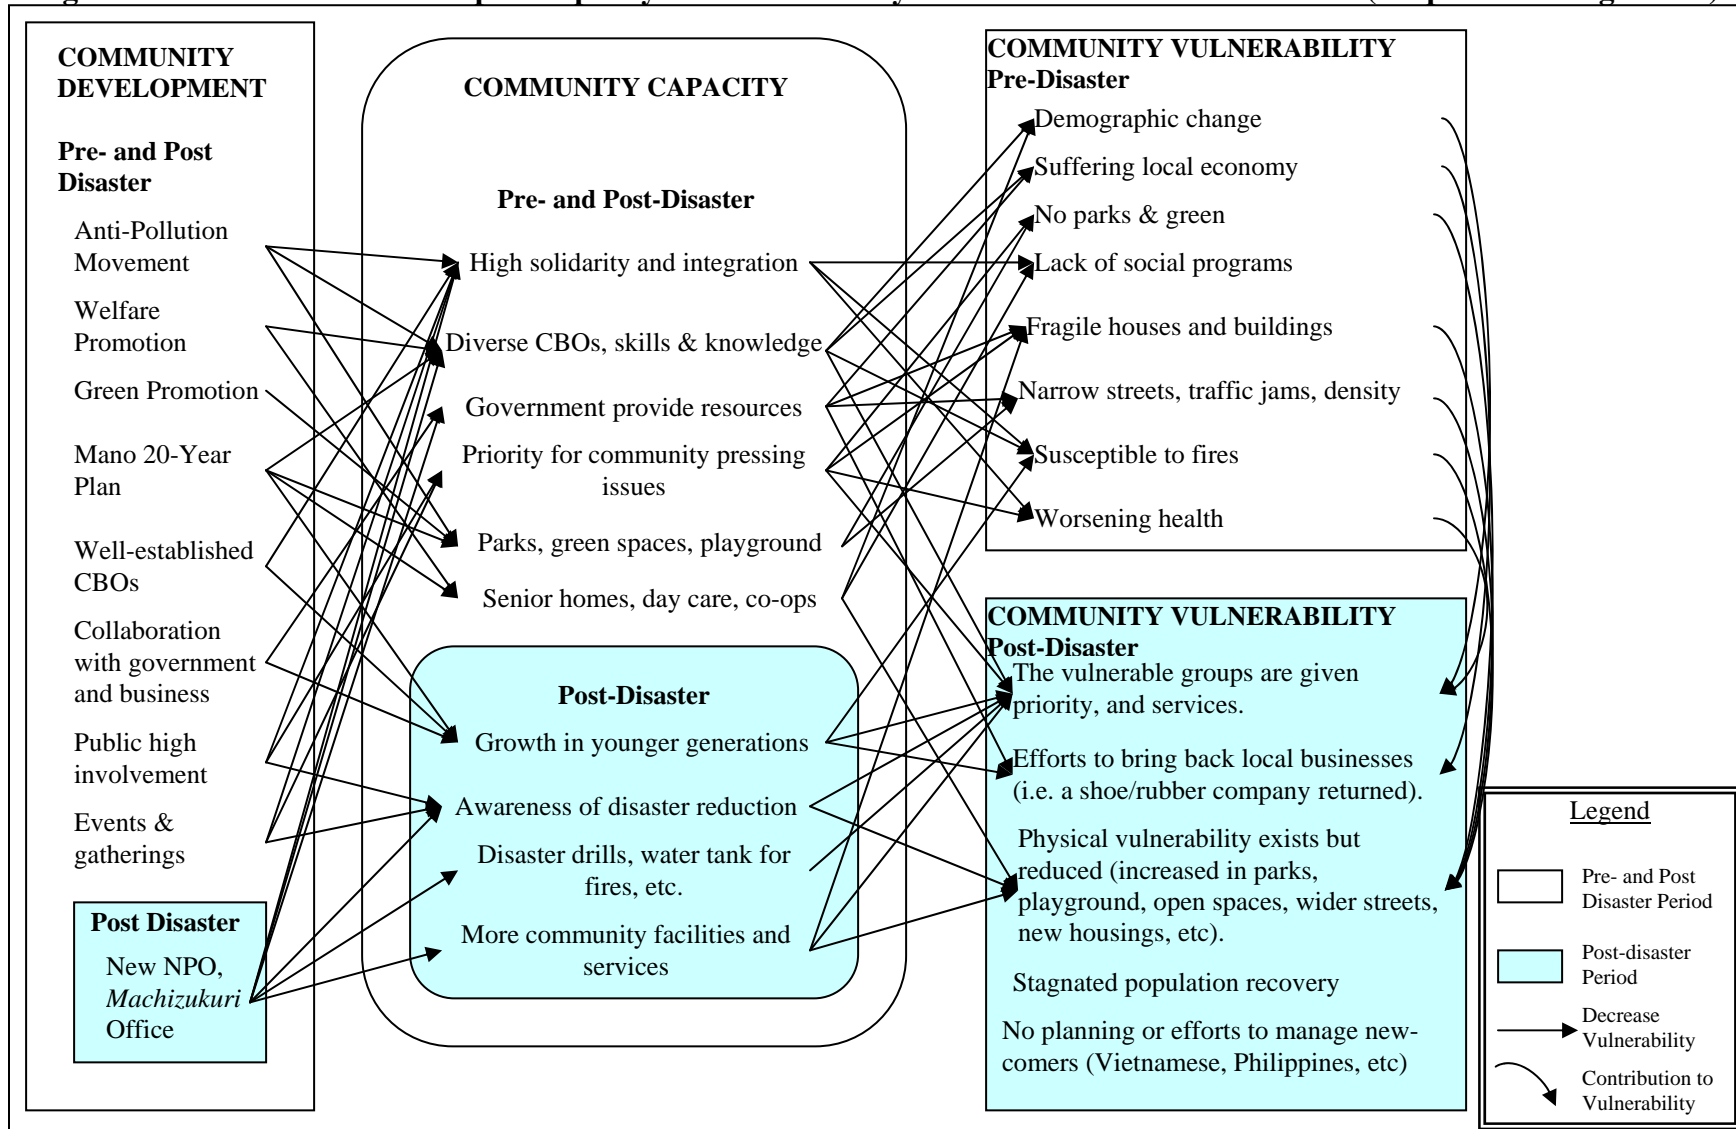 COMMUNITY
DEVELOPMENT
Pre- and Post
Disaster
Anti-Pollution
Movement
Welfare
Promotion
Green Promotion
Mano 20-Year
Plan
Well-established
CBOs
Collaboration
with government
and business
Public high
involvement
Events &
gatherings
Post Disaster
New NPO,
Machizukuri
Office
COMMUNITY CAPACITY
Pre- and Post-Disaster
High solidarity and integration
Diverse CBOs, skills & knowledge
Government provide resources
Priority for community pressing
issues
Parks, green spaces, playground
Senior homes, day care, co-ops
Post-Disaster
Growth in younger generations
Awareness of disaster reduction
Disaster drills, water tank for
fires, etc.
More community facilities and
services
COMMUNITY VULNERABILITY
Pre-Disaster
Demographic change
Suffering local economy
No parks & green
Lack of social programs
Fragile houses and buildings
Narrow streets, traffic jams, density
Susceptible to fires
Worsening health
COMMUNITY VULNERABILITY
Post-Disaster
The vulnerable groups are given
priority, and services.
Efforts to bring back local businesses
(i.e. a shoe/rubber company returned).
Physical vulnerability exists but
reduced (increased in parks,
playground, open spaces, wider streets,
new housings, etc).
Stagnated population recovery
No planning or efforts to manage new-
comers (Vietnamese, Philippines, etc)
Legend
Pre- and Post
Disaster Period
Post-disaster
Period
Decrease
Vulnerability
Contribution to
Vulnerability